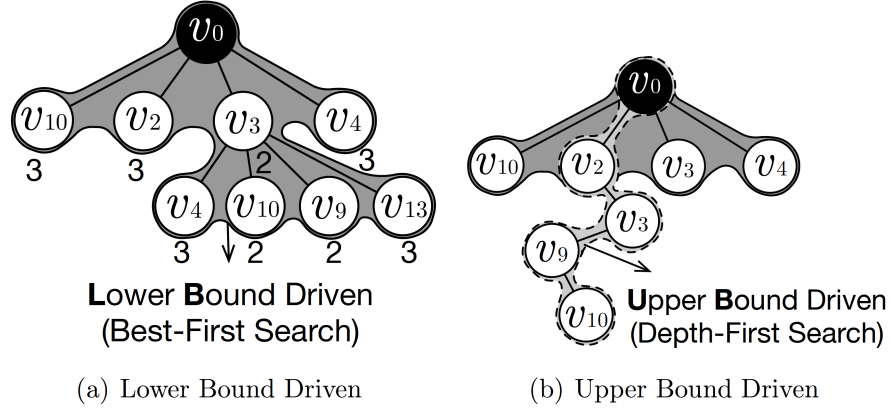 v0
v10 v2 v3 v4
3 3 2 3
v4 v10 v9 v13
3 2 2 3
Lower Bound Driven
(Best-First Search)
(a) Lower Bound Driven
v0
v10 v2 v3 v4
v3
v9
v10
Upper Bound Driven
(Depth-First Search)
(b) Upper Bound Driven